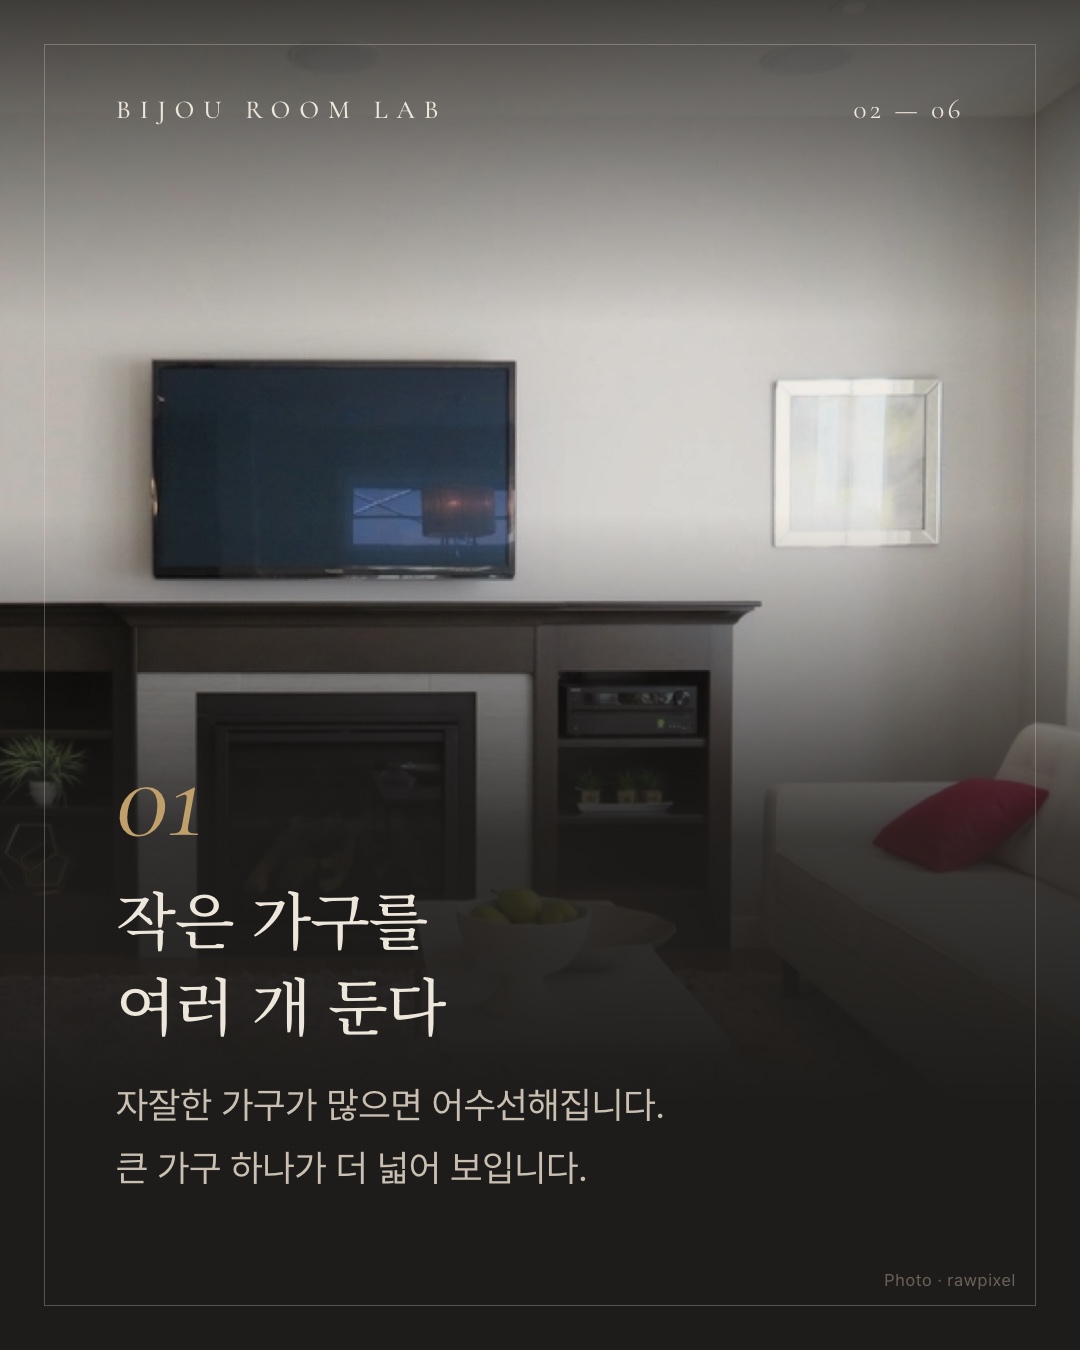 BIJOU ROOM LAB
02 — 06
01
작은 가구를
여러 개 둔다
자잘한 가구가 많으면 어수선해집니다.
큰 가구 하나가 더 넓어 보입니다.
Photo · rawpixel